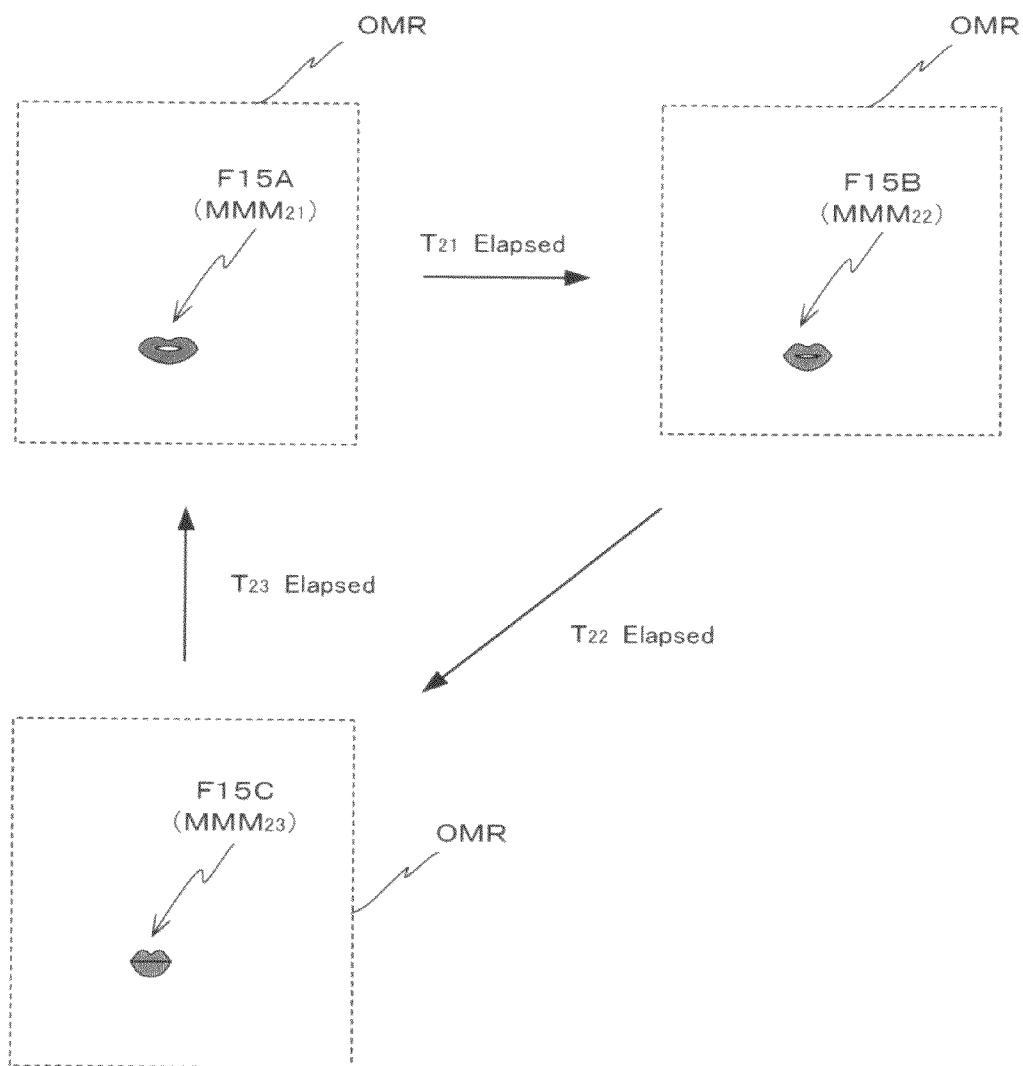 OMR
OMR
F15A
(MMM21)
F15B
(MMM22)
T21 Elapsed
T23 Elapsed
T22 Elapsed
F15C
(MMM23)
OMR